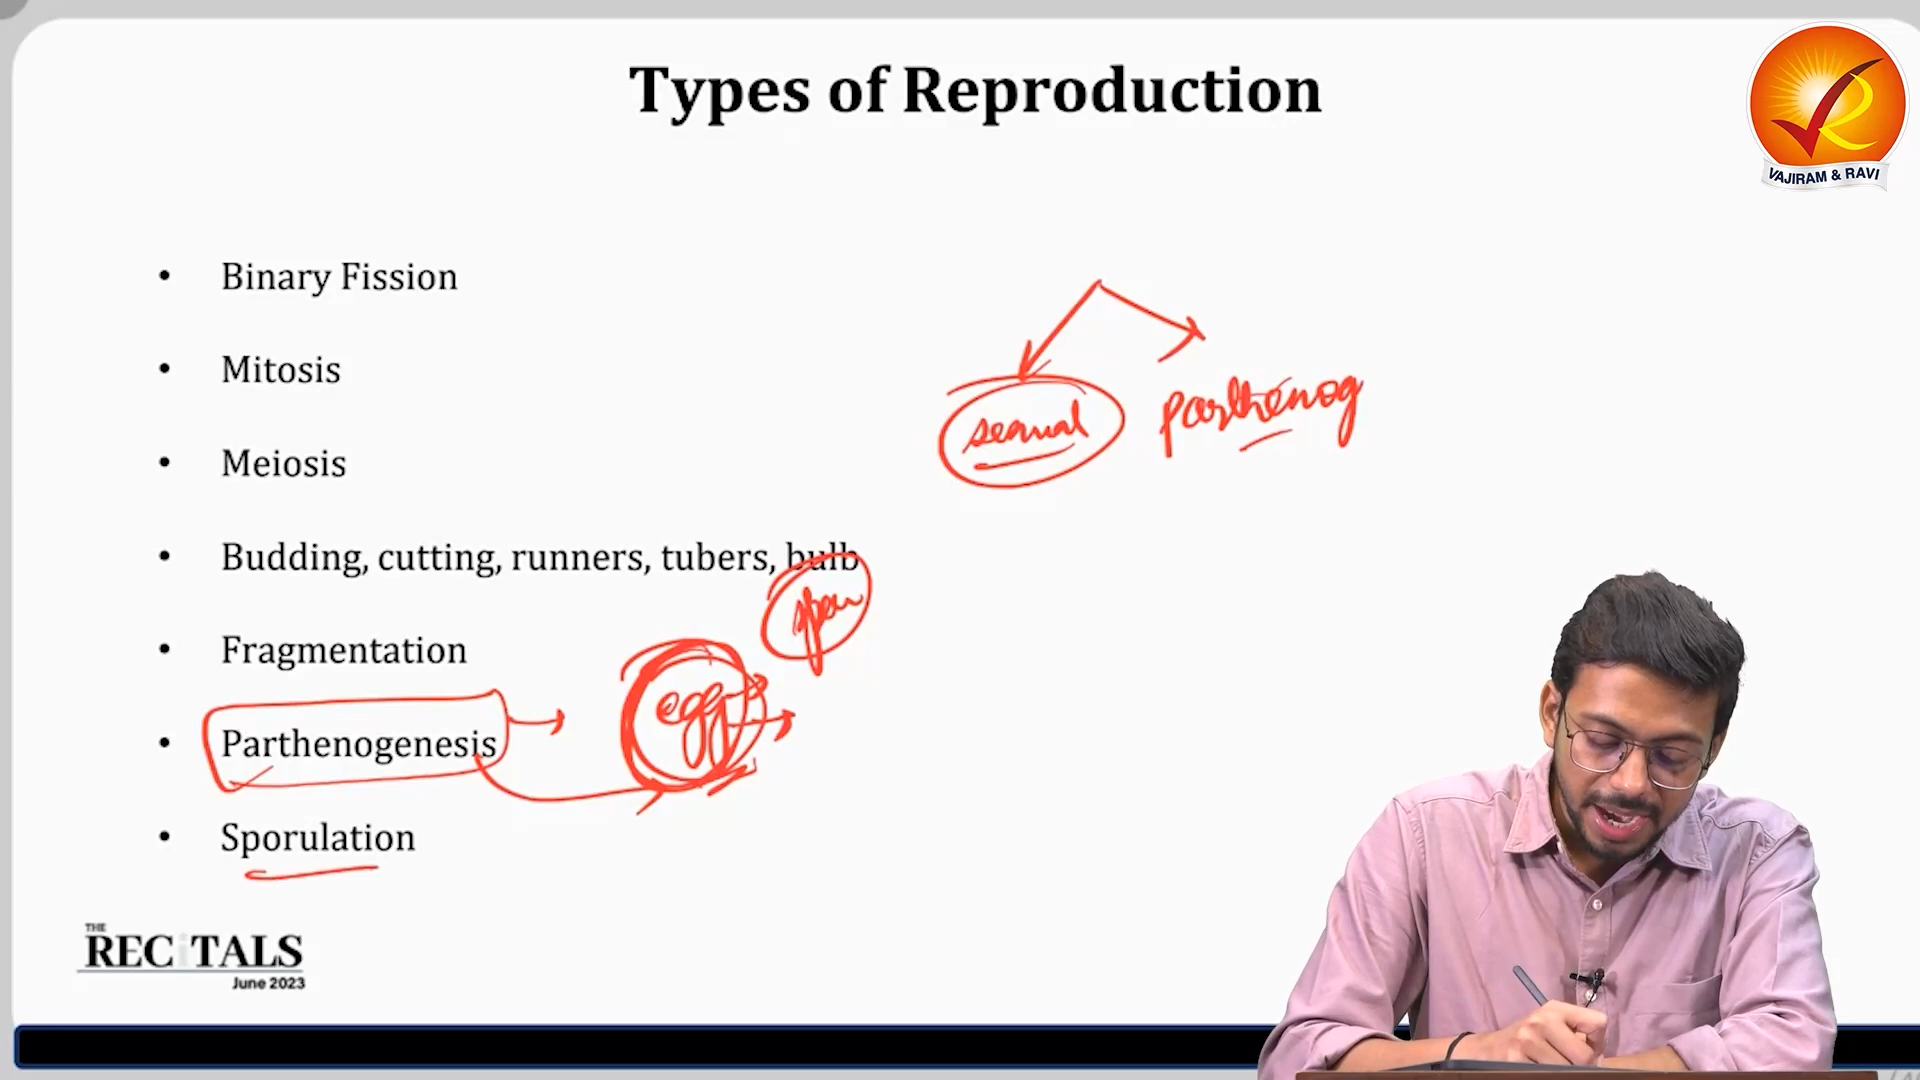 Types of Reproduction
VAJIRAM & RAVI
• Binary Fission
• Mitosis
• Meiosis
• Budding, cutting, runners, tubers, bulb
• Fragmentation
• Parthenogenesis
• Sporulation
sexual
parthenog
egg
THE
RECiTALS
June 2023